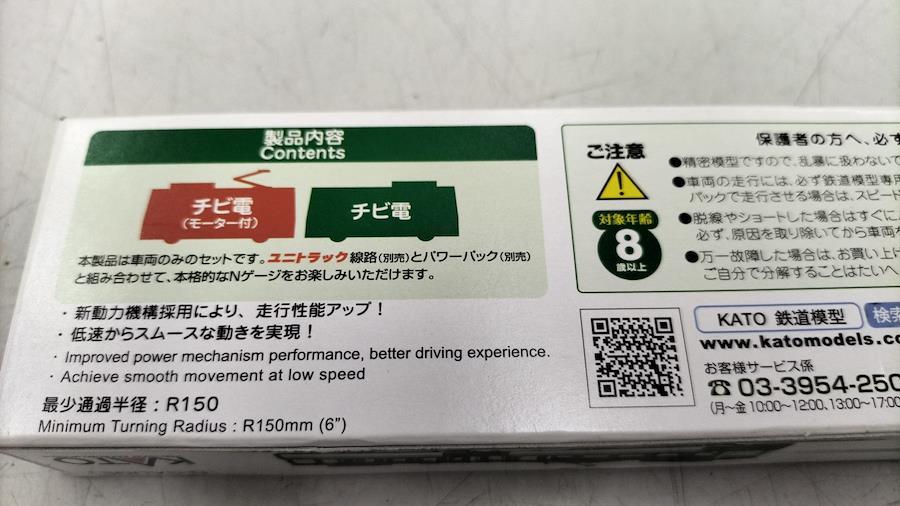 製品内容
Contents
チビ電
(モーター付)
チビ電
本製品は車両のみのセットです。ユニトラック線路(別売)とパワーパック(別売)
と組み合わせて、本格的なNゲージをお楽しみいただけます。
・新動力機構採用により、走行性能アップ！
・低速からスムースな動きを実現！
· Improved power mechanism performance, better driving experience.
· Achieve smooth movement at low speed
最少通過半径：R150
Minimum Turning Radius : R150mm (6")
ご注意
対象年齢
8
歳以上
保護者の方へ、必ず
●精密模型ですので、乱暴に扱わないで
●車両の走行には、必ず鉄道模型専用
パックで走行させる場合は、スピード
●脱線やショートした場合はすぐに
必ず、原因を取り除いてから車両を
●万一故障した場合は、お買い上げ
ご自分で分解することはたいへん
KATO 鉄道模型
検索
www.katomodels.co
お客様サービス係
☎03-3954-250
(月～金 10:00～12:00、13:00～17:00
KATO